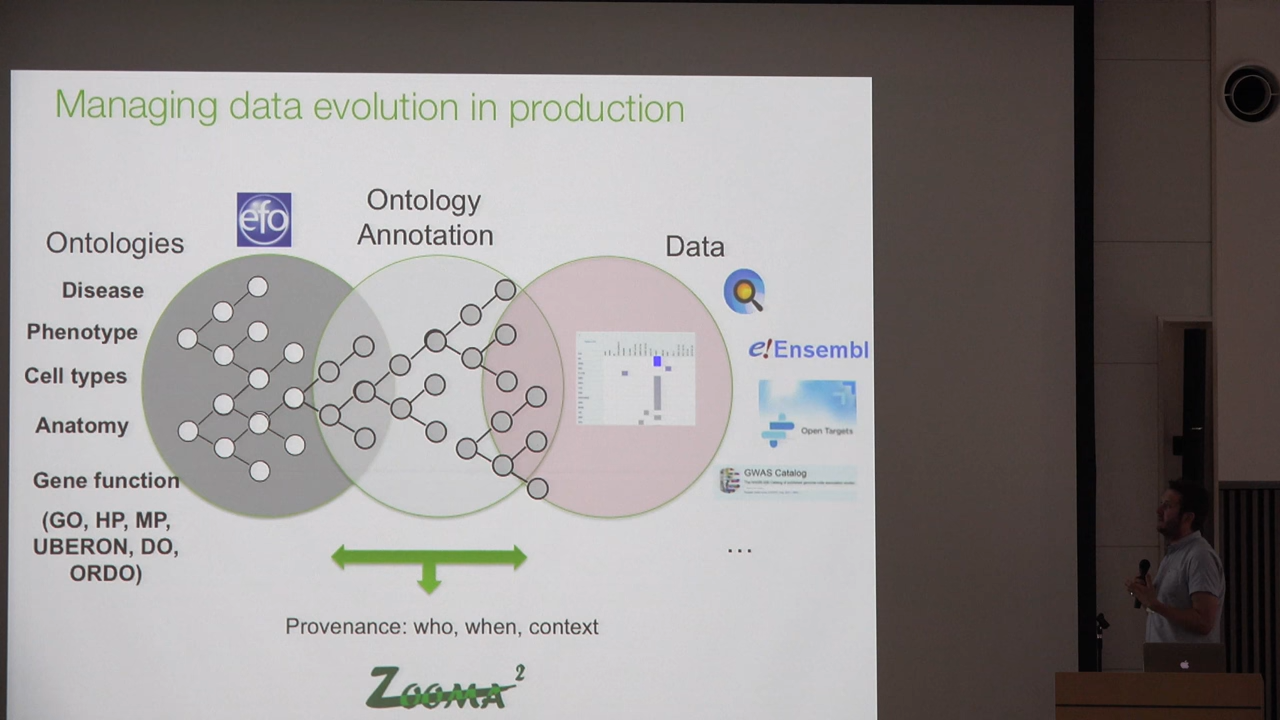 Managing data evolution in production
efo
Ontology
Annotation
Ontologies
Data
Disease
Phenotype
Cell types
Anatomy
Gene function
(GO, HP, MP,
UBERON, DO,
ORDO)
e!Ensembl
Open Targets
GWAS Catalog
...
Provenance: who, when, context
ZOOMA2